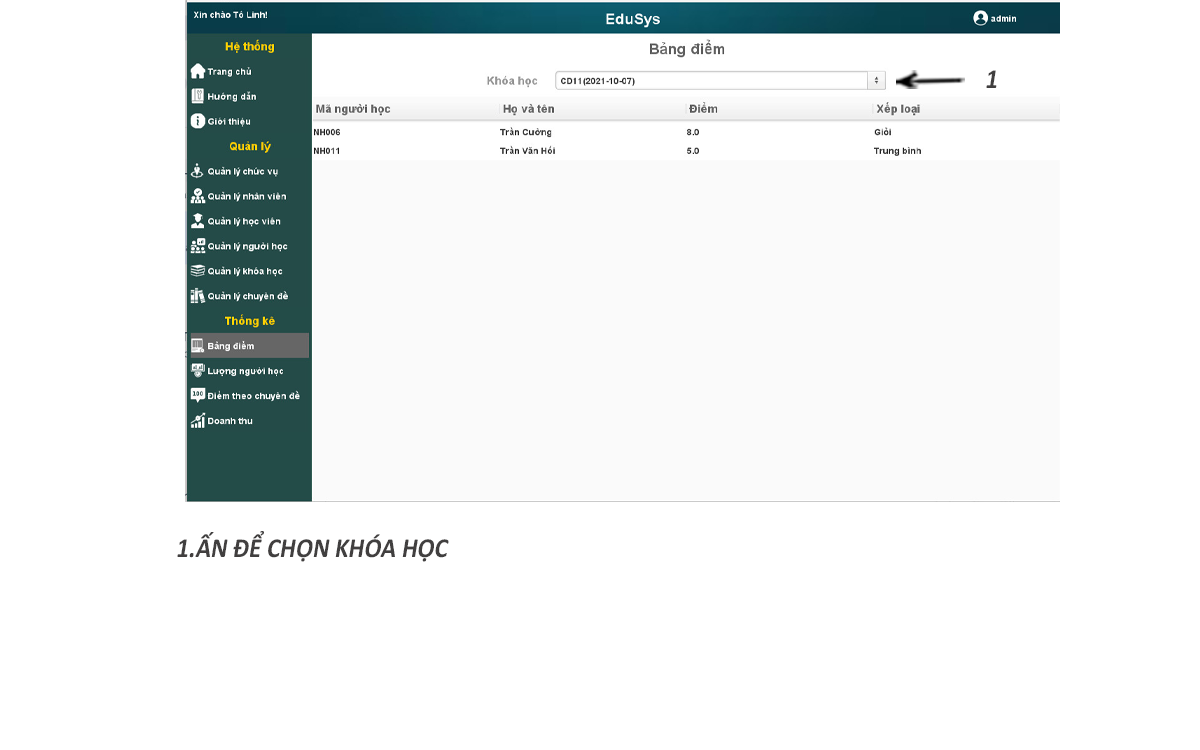 Xin chào Tô Linh!
EduSys
admin
Hệ thống
Trang chủ
Hướng dẫn
Giới thiệu
Quản lý
Quản lý chức vụ
Quản lý nhân viên
Quản lý học viên
Quản lý người học
Quản lý khóa học
Quản lý chuyên đề
Thống kê
Bảng điểm
Lượng người học
Điểm theo chuyên đề
Doanh thu
Bảng điểm
Khóa học CD11(2021-10-07) 1
Mã người học Họ và tên Điểm Xếp loại
NH006 Trần Cường 8.0 Giỏi
NH011 Trần Văn Hói 5.0 Trung bình
1.ẤN ĐỂ CHỌN KHÓA HỌC